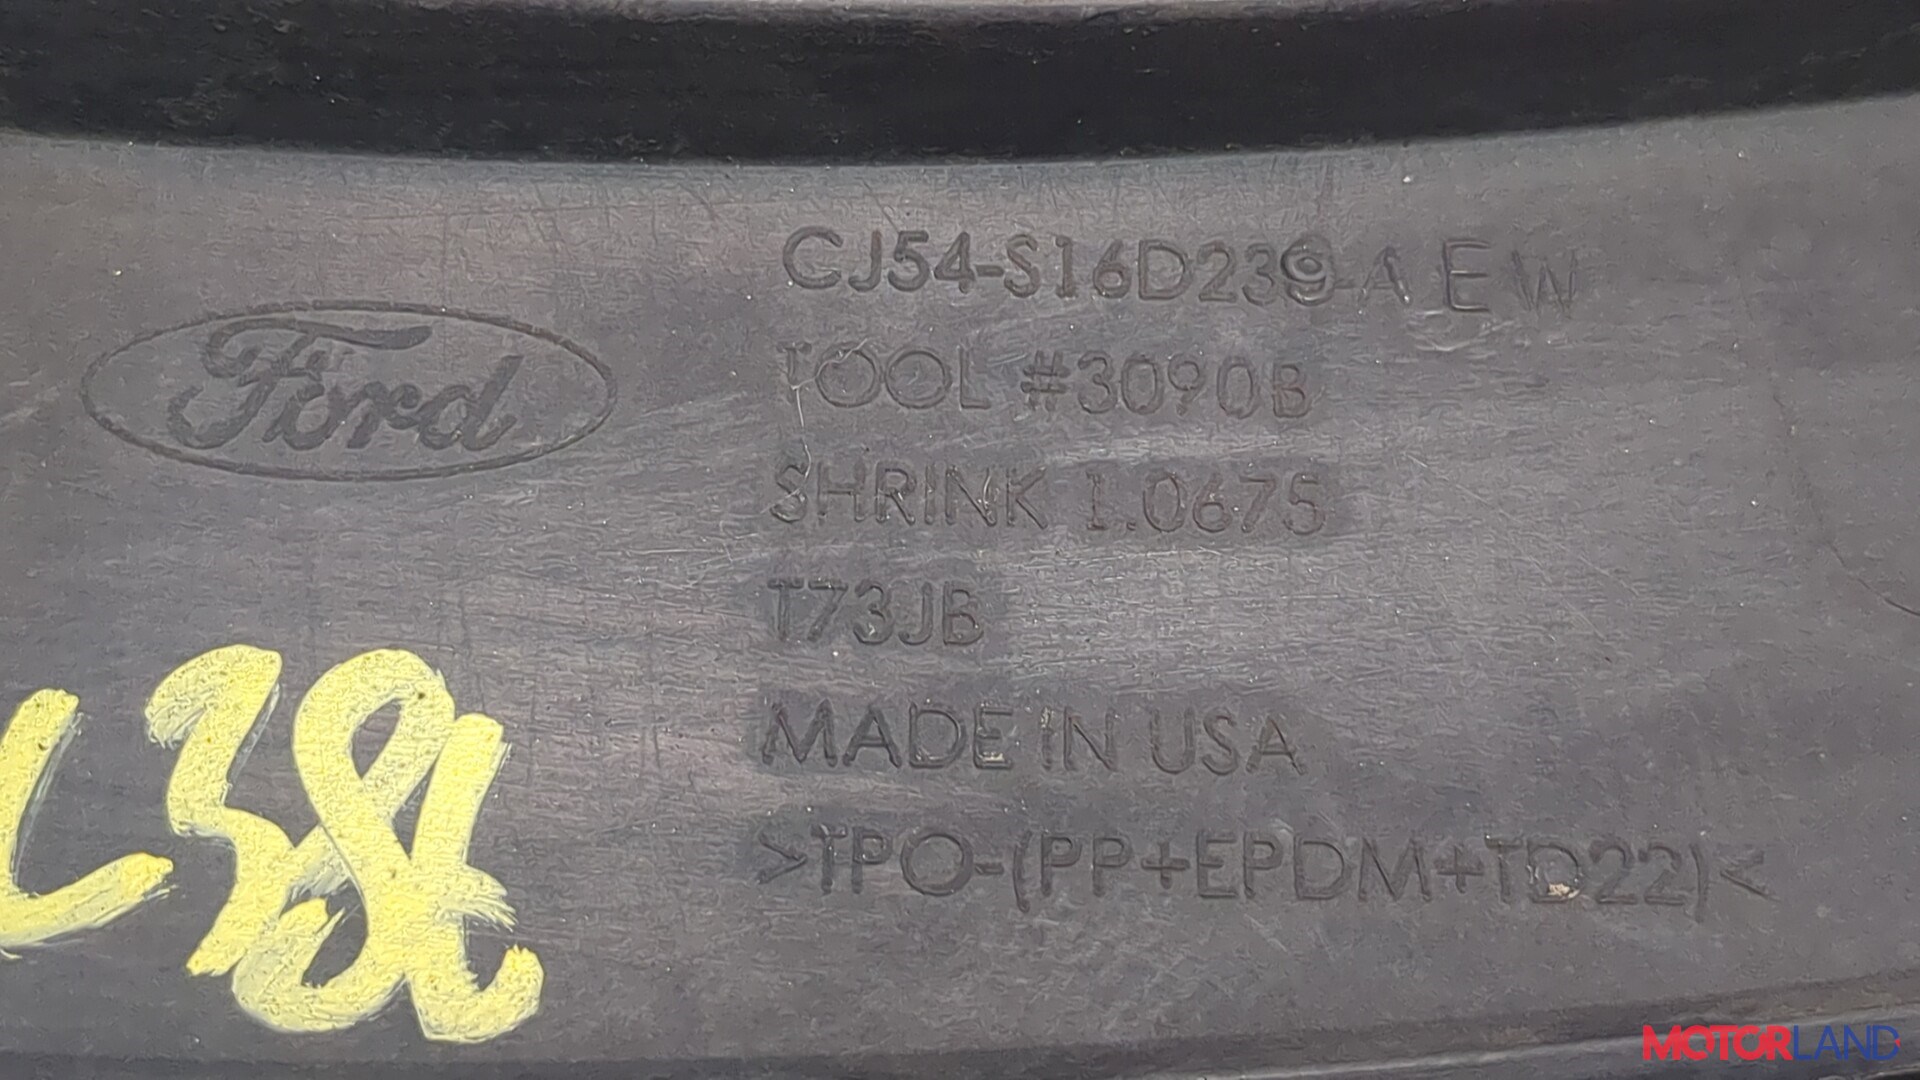 Ford
CJ54-S16D239-A E W
TOOL #3090B
SHRINK 1.0675
T73JB
MADE IN USA
>TPO-(PP+EPDM+TD22)<
MOTORLAND